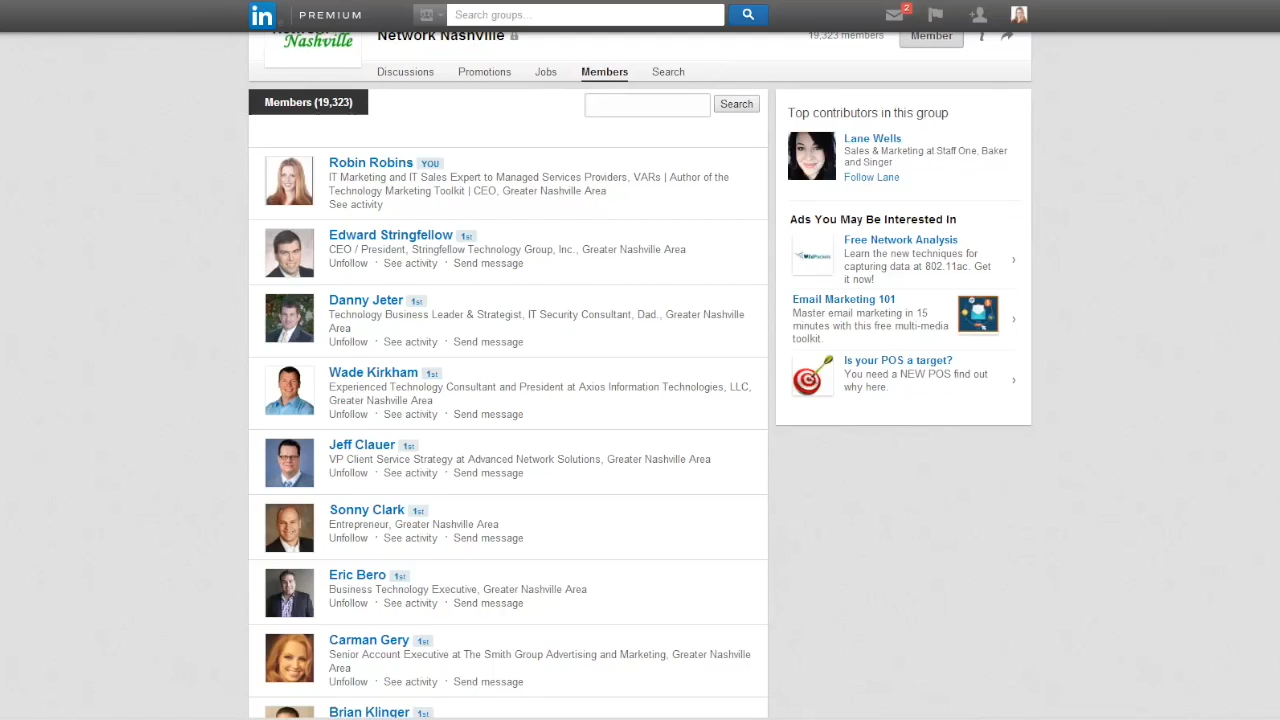 in PREMIUM Search groups... 2
Nashville
Network Nashville
19,323 members Member
Discussions Promotions Jobs Members Search
Members (19,323)
Search
Robin Robins YOU
IT Marketing and IT Sales Expert to Managed Services Providers, VARs | Author of the
Technology Marketing Toolkit | CEO, Greater Nashville Area
See activity
Edward Stringfellow 1st
CEO / President, Stringfellow Technology Group, Inc., Greater Nashville Area
Unfollow · See activity · Send message
Danny Jeter 1st
Technology Business Leader & Strategist, IT Security Consultant, Dad., Greater Nashville
Area
Unfollow · See activity · Send message
Wade Kirkham 1st
Experienced Technology Consultant and President at Axios Information Technologies, LLC,
Greater Nashville Area
Unfollow · See activity · Send message
Jeff Clauer 1st
VP Client Service Strategy at Advanced Network Solutions, Greater Nashville Area
Unfollow · See activity · Send message
Sonny Clark 1st
Entrepreneur, Greater Nashville Area
Unfollow · See activity · Send message
Eric Bero 1st
Business Technology Executive, Greater Nashville Area
Unfollow · See activity · Send message
Carman Gery 1st
Senior Account Executive at The Smith Group Advertising and Marketing, Greater Nashville
Area
Unfollow · See activity · Send message
Brian Klinger 1st
Top contributors in this group
Lane Wells
Sales & Marketing at Staff One, Baker
and Singer
Follow Lane
Ads You May Be Interested In
Free Network Analysis
Learn the new techniques for
capturing data at 802.11ac. Get
it now!
Email Marketing 101
Master email marketing in 15
minutes with this free multi-media
toolkit.
Is your POS a target?
You need a NEW POS find out
why here.